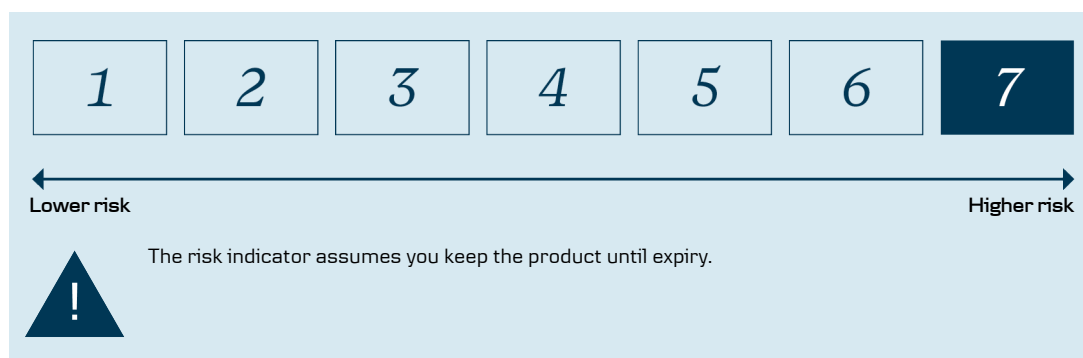 1 2 3 4 5 6 7
Lower risk Higher risk
The risk indicator assumes you keep the product until expiry.
!